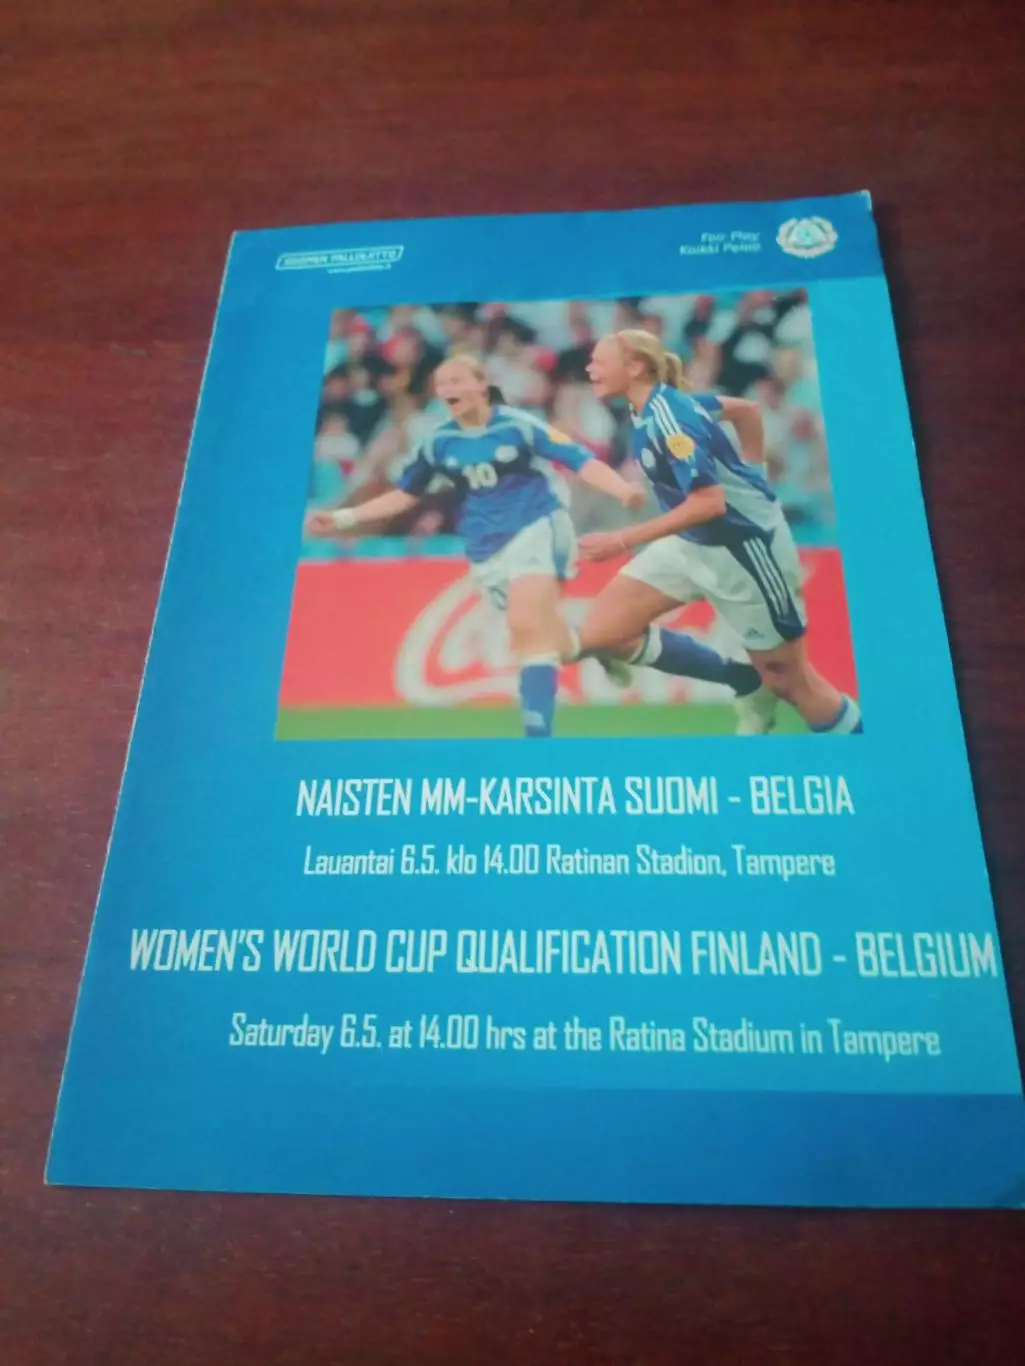 SUOMEN PALLOLIITTO
Fair Play
Kaikki Pelaa
10
NAISTEN MM-KARSINTA SUOMI - BELGIA
Lauantai 6.5. klo 14.00 Ratinan Stadion, Tampere
WOMEN'S WORLD CUP QUALIFICATION FINLAND - BELGIUM
Saturday 6.5. at 14.00 hrs at the Ratina Stadium in Tampere